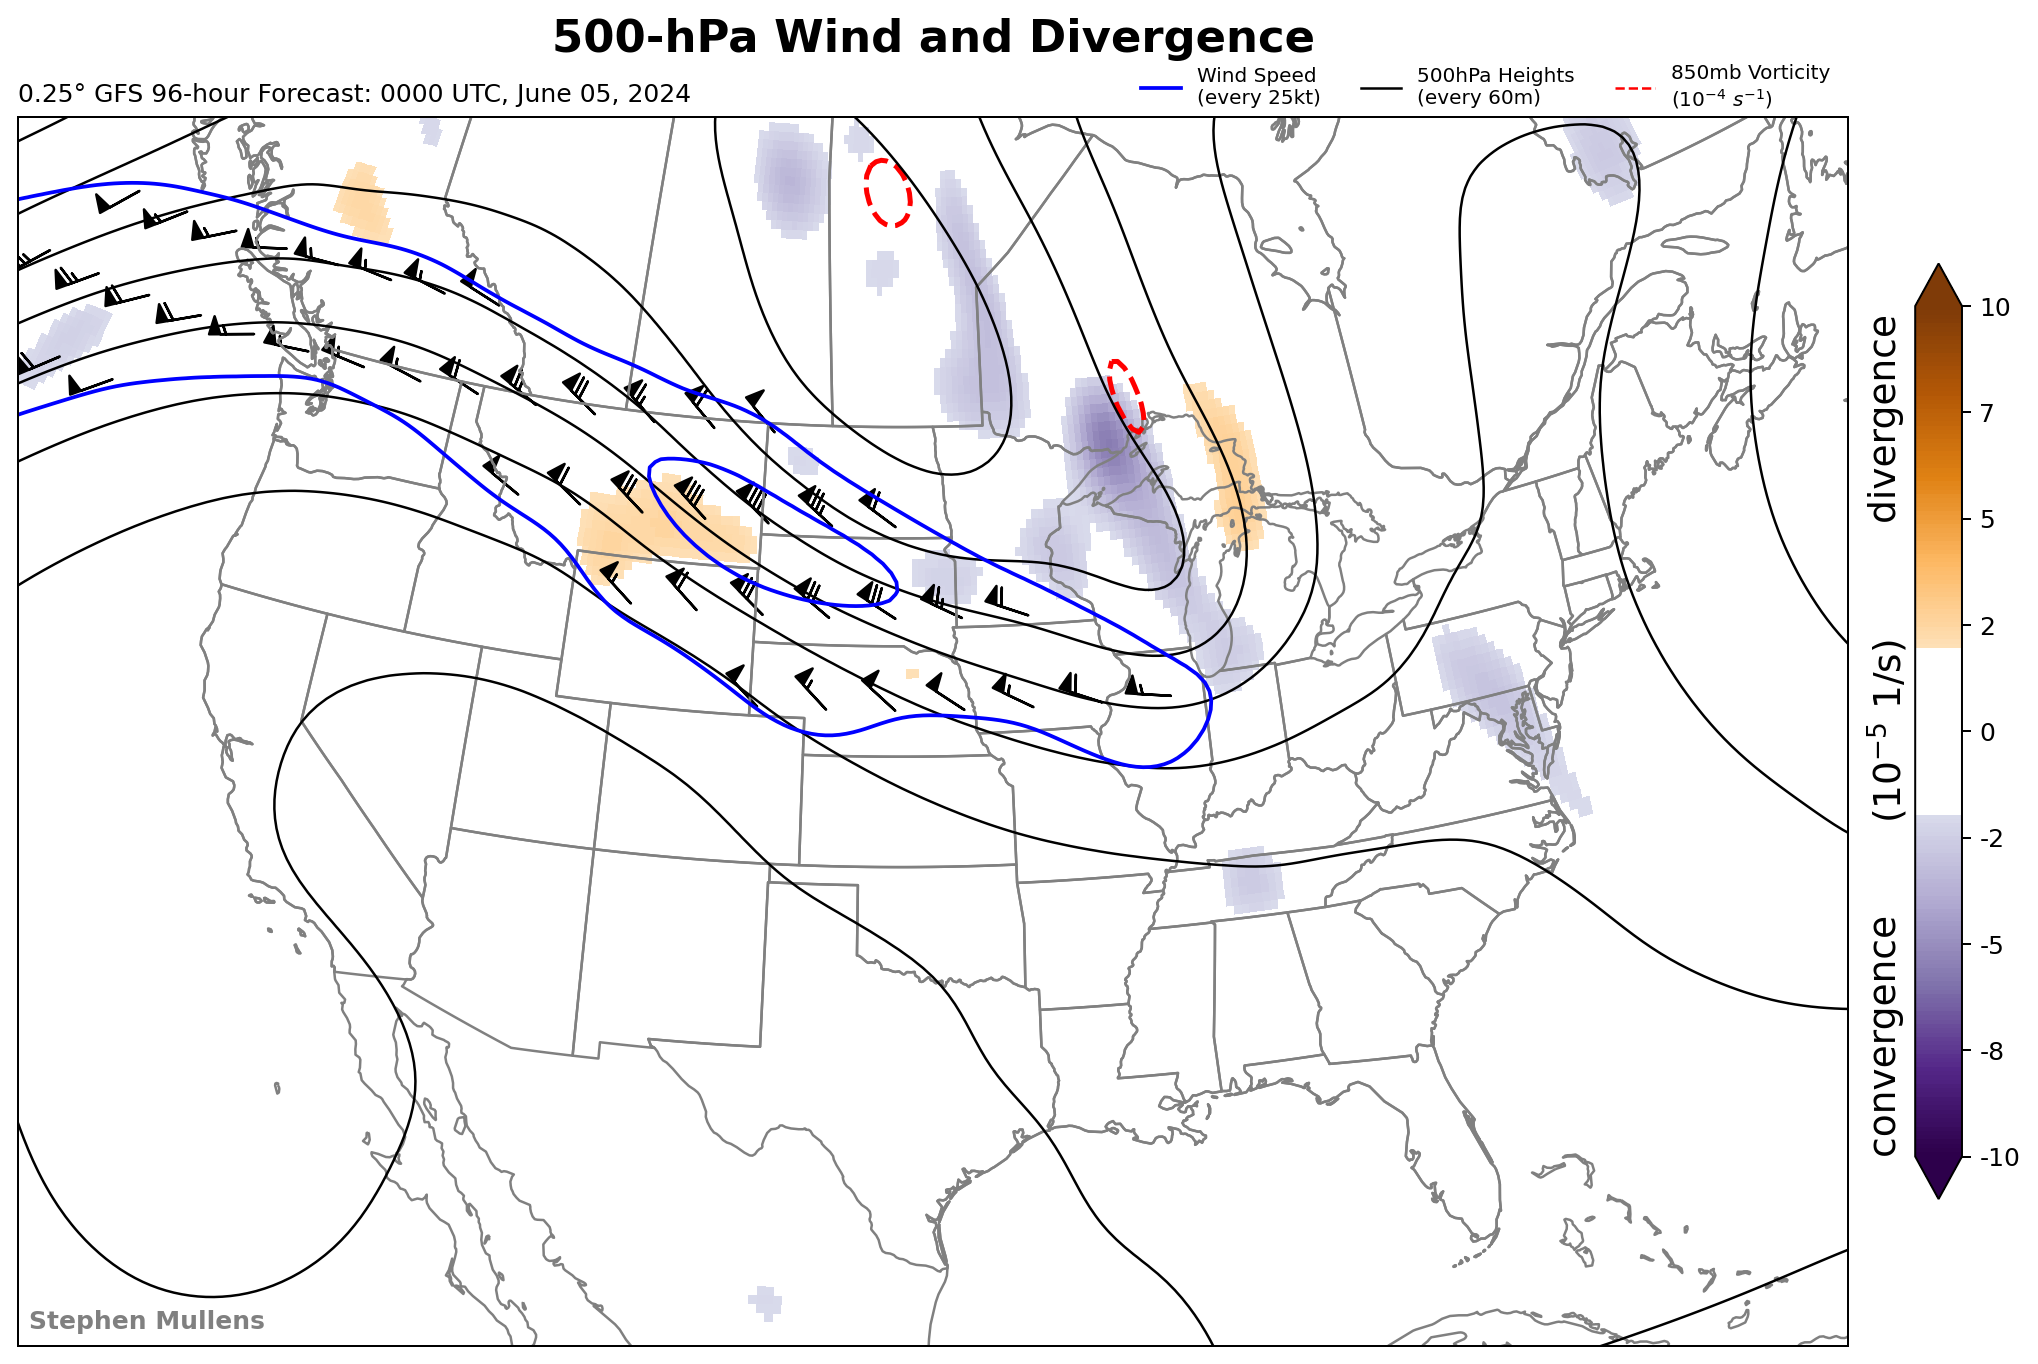 500-hPa Wind and Divergence
0.25° GFS 96-hour Forecast: 0000 UTC, June 05, 2024
Wind Speed
(every 25kt)
500hPa Heights
(every 60m)
850mb Vorticity
(10⁻⁴ s⁻¹)
10
7
5
2
0
-2
-5
-8
-10
convergence (10⁻⁵ 1/s) divergence
Stephen Mullens